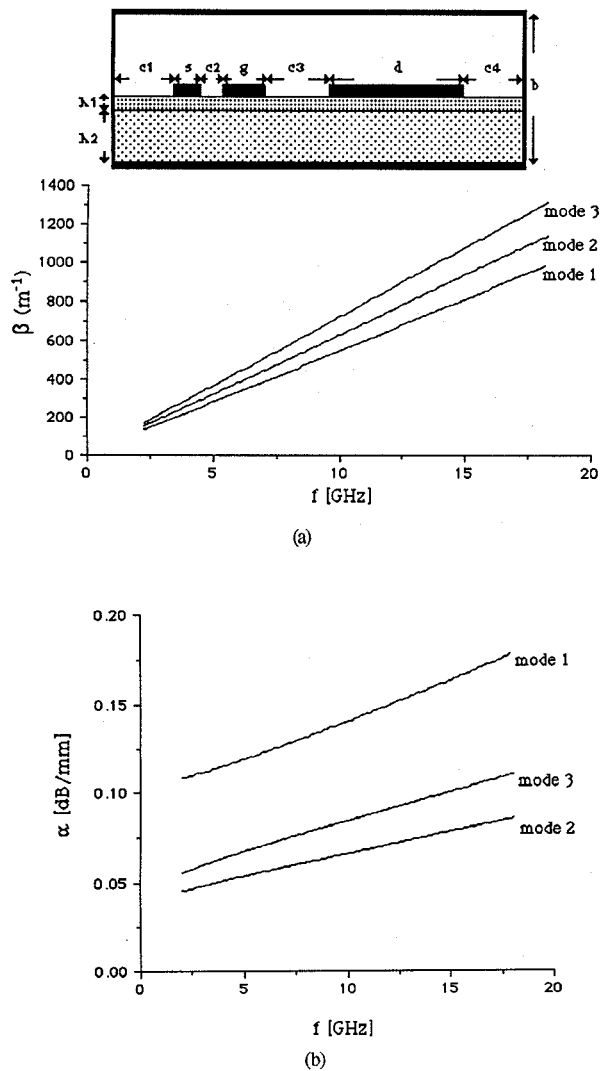 c1 s c2 g c3 d c4
b
λ1
λ2
1400
1200
1000
800
600
400
200
0
β (m⁻¹)
mode 3
mode 2
mode 1
0 5 10 15 20
f [GHz]
(a)
0.20
0.15
0.10
0.05
0.00
α [dB/mm]
mode 1
mode 3
mode 2
0 5 10 15 20
f [GHz]
(b)